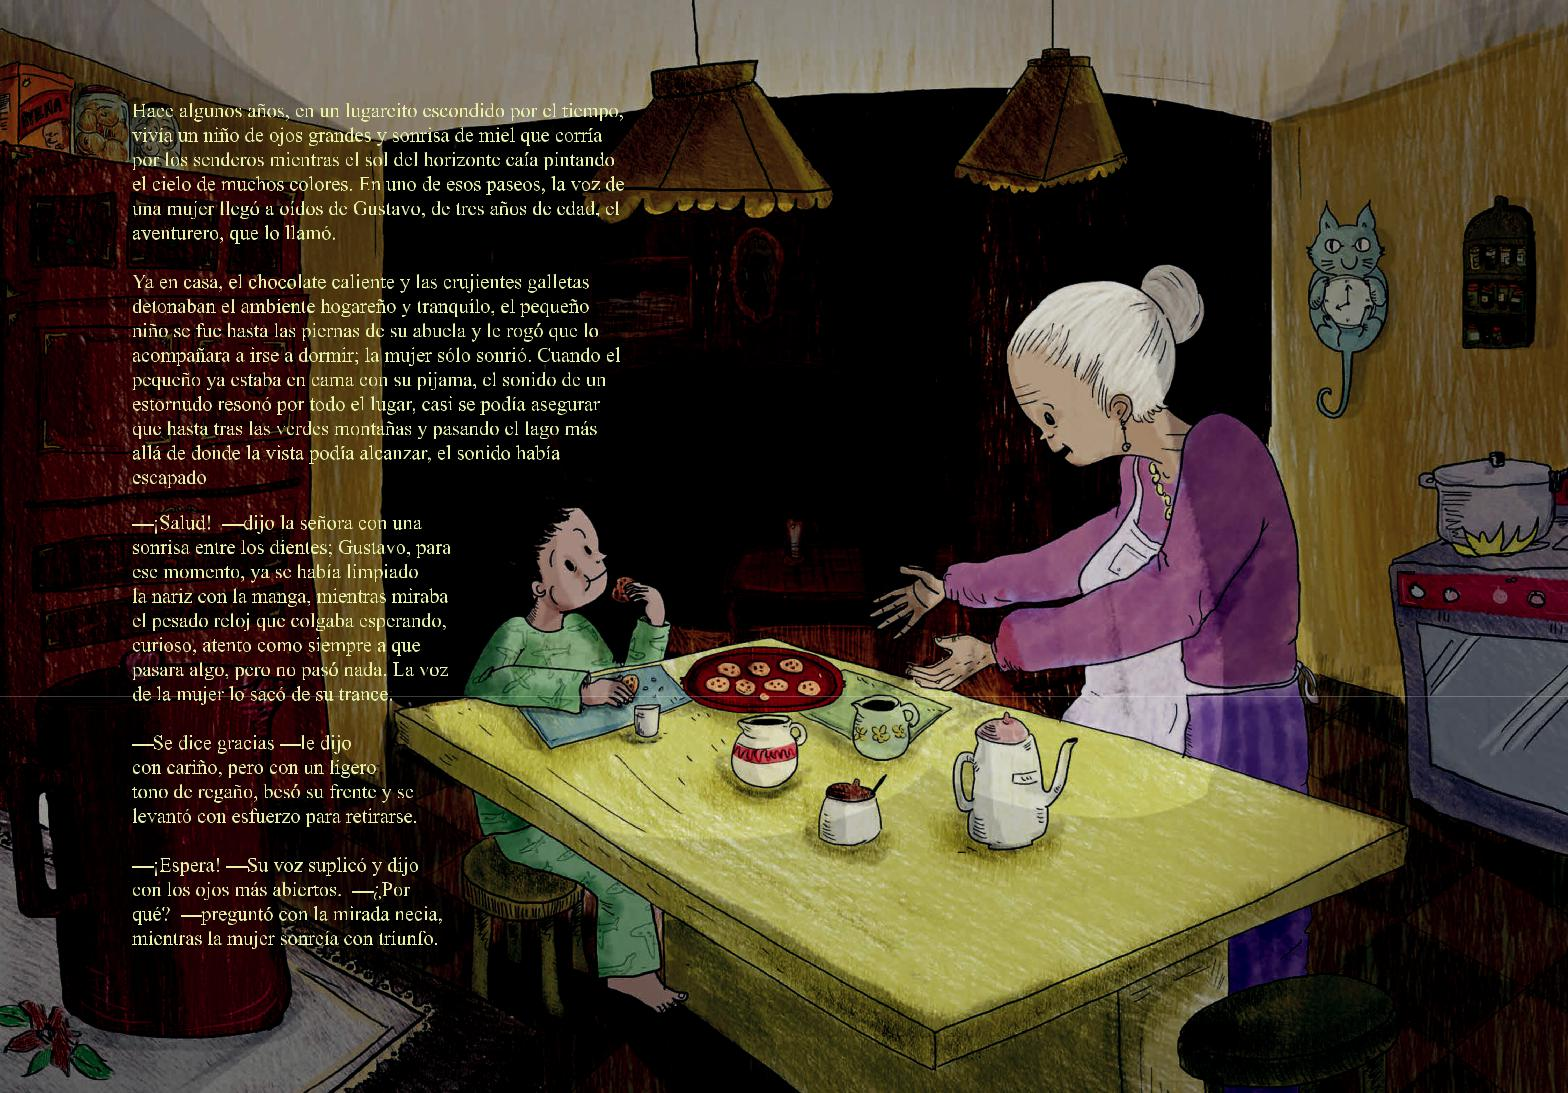 Hace algunos años, en un lugarcito escondido por el tiempo,
vivía un niño de ojos grandes y sonrisa de miel que corría
por los senderos mientras el sol del horizonte caía pintando
el cielo de muchos colores. En uno de esos paseos, la voz de
una mujer llegó a oídos de Gustavo, de tres años de edad, el
aventurero, que lo llamó.
Ya en casa, el chocolate caliente y las crujientes galletas
detonaban el ambiente hogareño y tranquilo, el pequeño
niño se fue hasta las piernas de su abuela y le rogó que lo
acompañara a irse a dormir; la mujer sólo sonrió. Cuando el
pequeño ya estaba en cama con su pijama, el sonido de un
estornudo resonó por todo el lugar, casi se podía asegurar
que hasta tras las verdes montañas y pasando el lago más
allá de donde la vista podía alcanzar, el sonido había
escapado
—¡Salud! —dijo la señora con una
sonrisa entre los dientes; Gustavo, para
ese momento, ya se había limpiado
la nariz con la manga, mientras miraba
el pesado reloj que colgaba esperando,
curioso, atento como siempre a que
pasara algo, pero no pasó nada. La voz
de la mujer lo sacó de su trance.
—Se dice gracias —le dijo
con cariño, pero con un ligero
tono de regaño, besó su frente y se
levantó con esfuerzo para retirarse.
—¡Espera! —Su voz suplicó y dijo
con los ojos más abiertos. —¿Por
qué? —preguntó con la mirada necia,
mientras la mujer sonreía con triunfo.